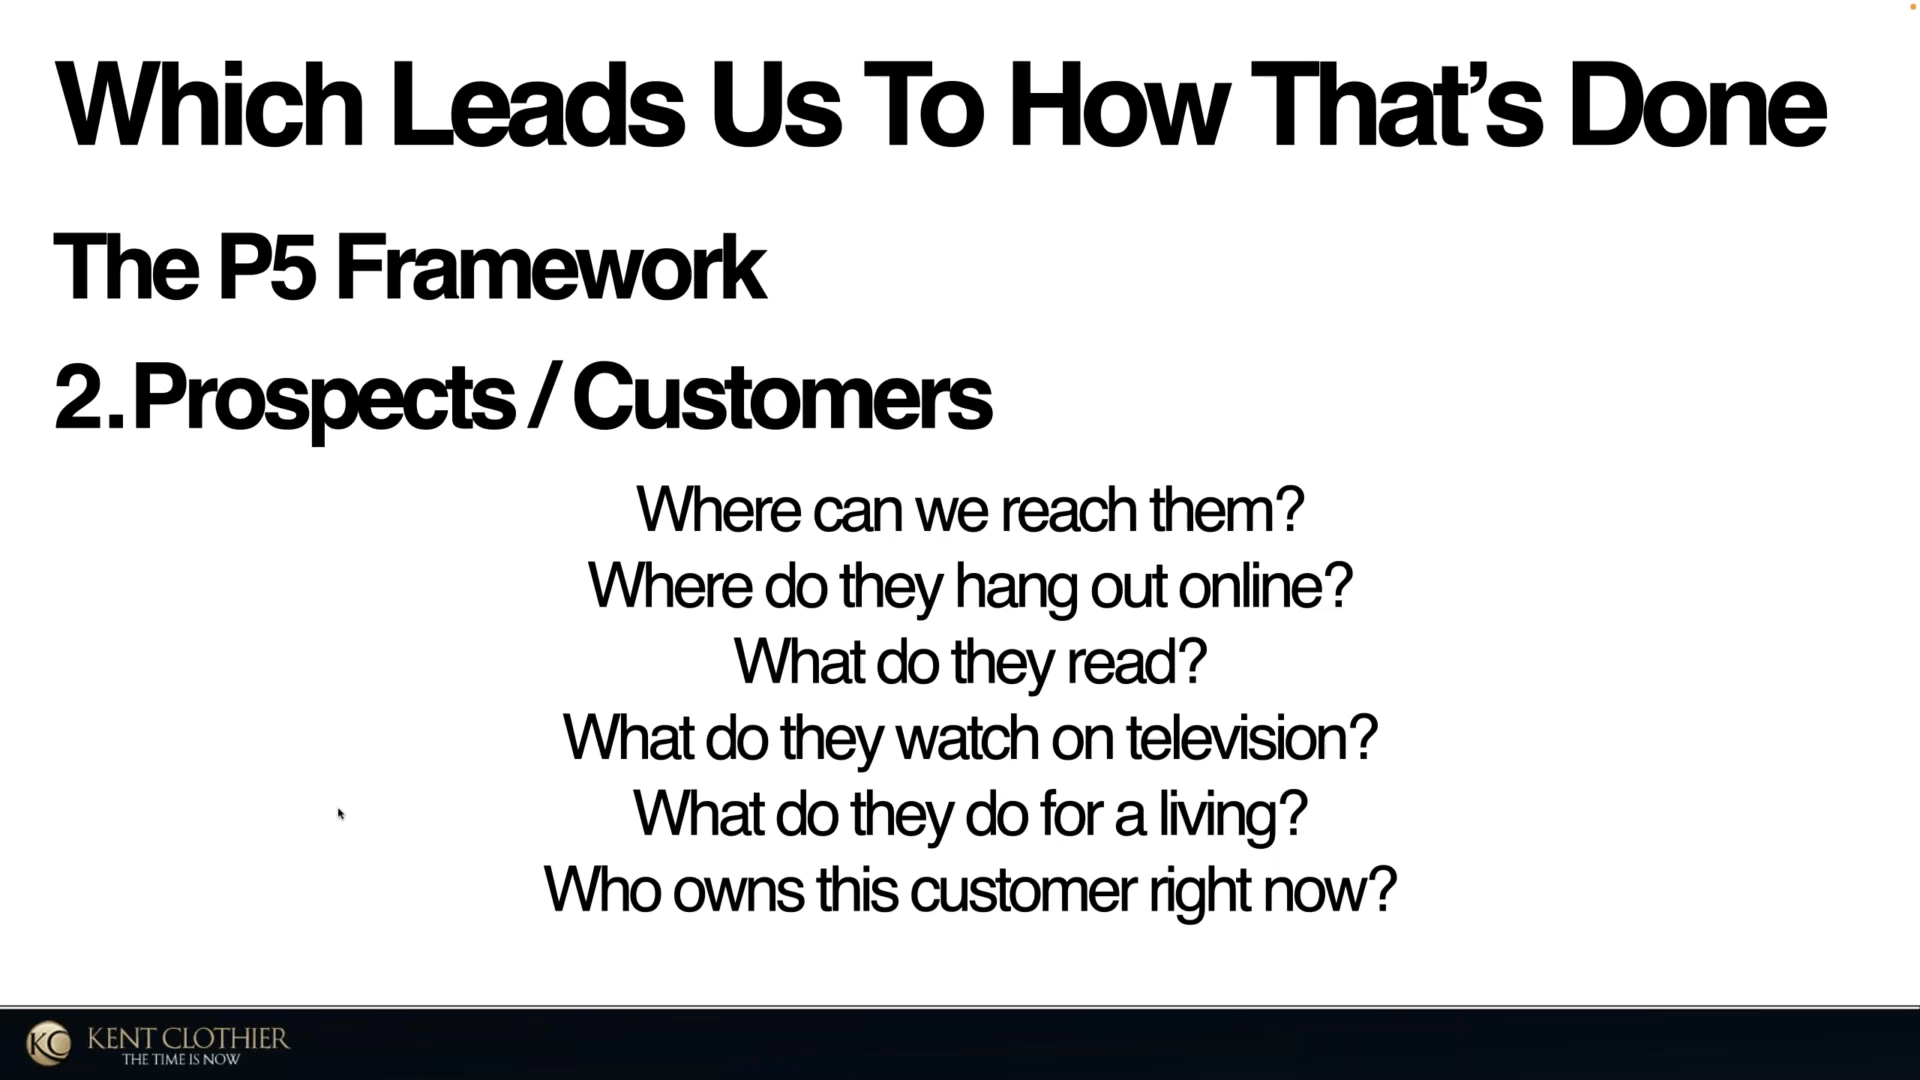 Which Leads Us To How That’s Done
The P5 Framework
2. Prospects / Customers
Where can we reach them?
Where do they hang out online?
What do they read?
What do they watch on television?
What do they do for a living?
Who owns this customer right now?
KC
KENT CLOTHIER
THE TIME IS NOW